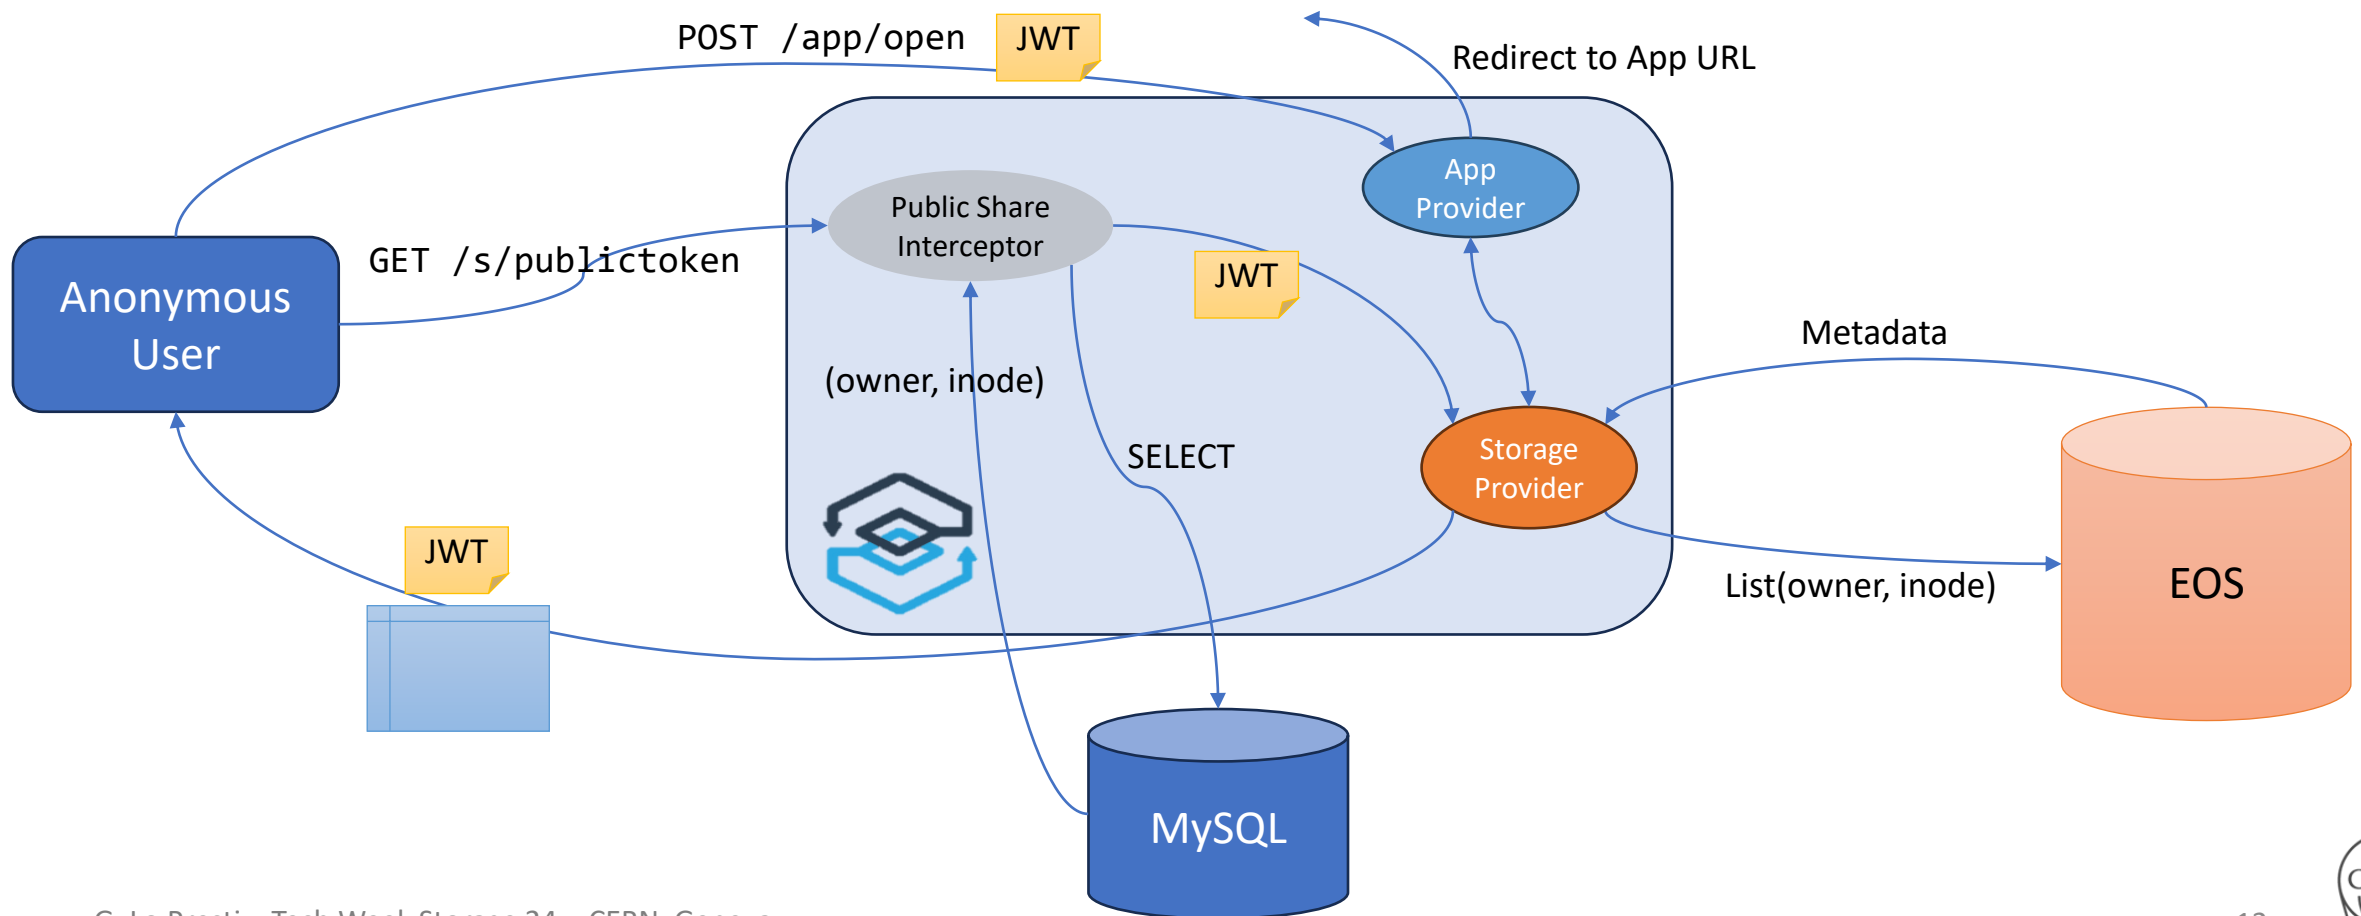 POST /app/open
JWT
Redirect to App URL
App
Provider
Public Share
Interceptor
GET /s/publictoken
JWT
Anonymous
User
Metadata
(owner, inode)
SELECT
Storage
Provider
JWT
List(owner, inode)
EOS
MySQL